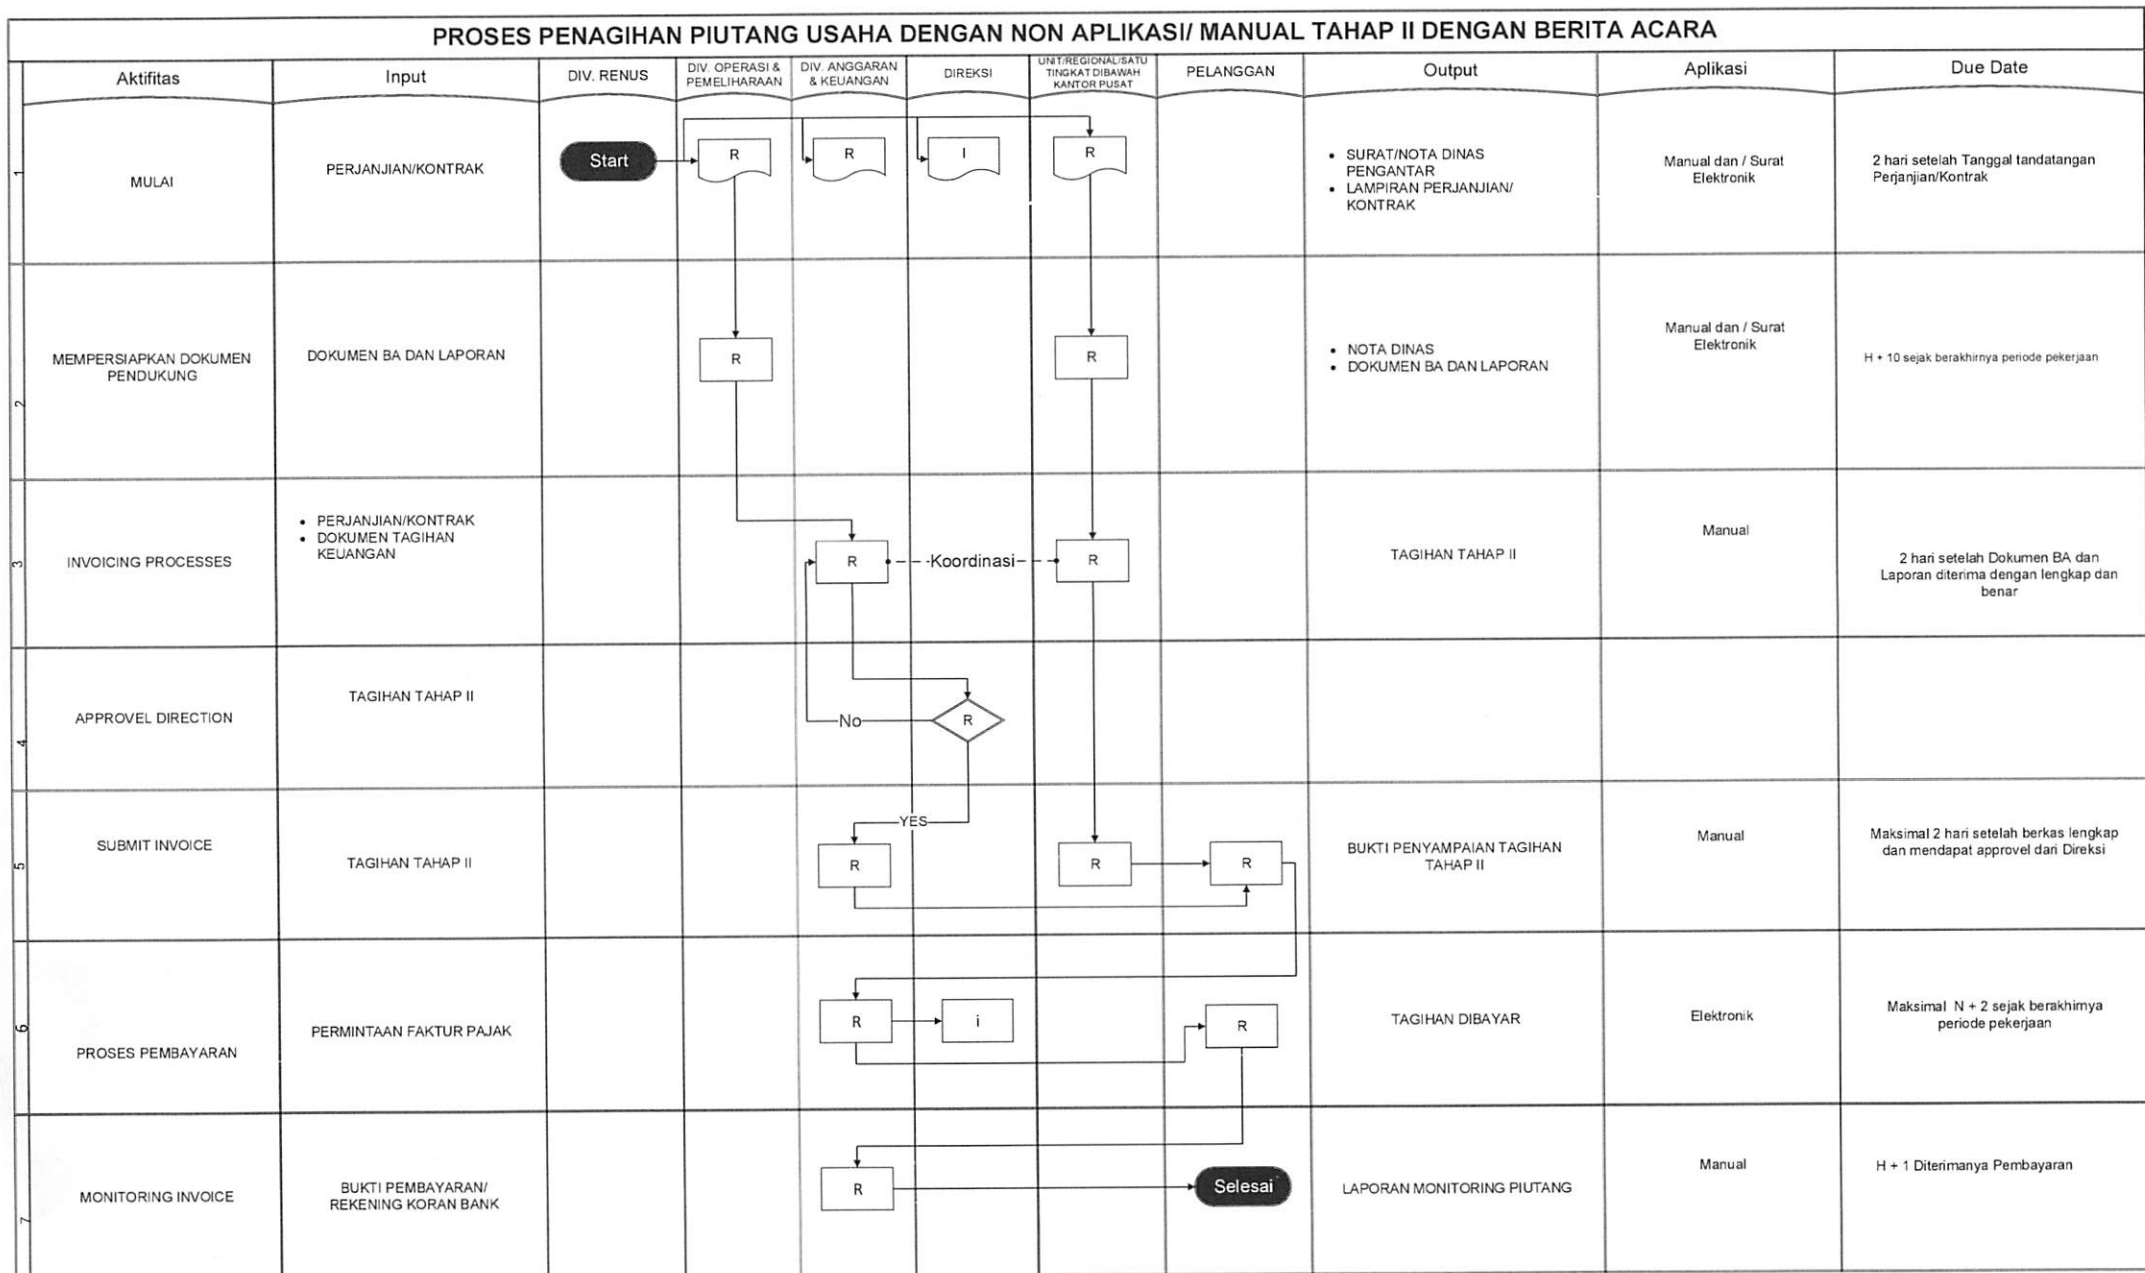 PROSES PENAGIHAN PIUTANG USAHA DENGAN NON APLIKASI/ MANUAL TAHAP II DENGAN BERITA ACARA
Aktifitas
Input
DIV. RENUS
DIV. OPERASI &
PEMELIHARAAN
DIV. ANGGARAN
& KEUANGAN
DIREKSI
UNIT/REGIONAL/SATU
TINGKAT DIBAWAH
KANTOR PUSAT
PELANGGAN
Output
Aplikasi
Due Date
1
MULAI
PERJANJIAN/KONTRAK
Start
R
R
I
R
• SURAT/NOTA DINAS
PENGANTAR
• LAMPIRAN PERJANJIAN/
KONTRAK
Manual dan / Surat
Elektronik
2 hari setelah Tanggal tandatangan
Perjanjian/Kontrak
2
MEMPERSIAPKAN DOKUMEN
PENDUKUNG
DOKUMEN BA DAN LAPORAN
R
R
• NOTA DINAS
• DOKUMEN BA DAN LAPORAN
Manual dan / Surat
Elektronik
H + 10 sejak berakhirnya periode pekerjaan
3
INVOICING PROCESSES
• PERJANJIAN/KONTRAK
• DOKUMEN TAGIHAN
KEUANGAN
R
Koordinasi
R
TAGIHAN TAHAP II
Manual
2 hari setelah Dokumen BA dan
Laporan diterima dengan lengkap dan
benar
4
APPROVEL DIRECTION
TAGIHAN TAHAP II
No
R
5
SUBMIT INVOICE
TAGIHAN TAHAP II
YES
R
R
R
BUKTI PENYAMPAIAN TAGIHAN
TAHAP II
Manual
Maksimal 2 hari setelah berkas lengkap
dan mendapat approvel dari Direksi
6
PROSES PEMBAYARAN
PERMINTAAN FAKTUR PAJAK
R
i
R
TAGIHAN DIBAYAR
Elektronik
Maksimal N + 2 sejak berakhirnya
periode pekerjaan
7
MONITORING INVOICE
BUKTI PEMBAYARAN/
REKENING KORAN BANK
R
Selesai
LAPORAN MONITORING PIUTANG
Manual
H + 1 Diterimanya Pembayaran